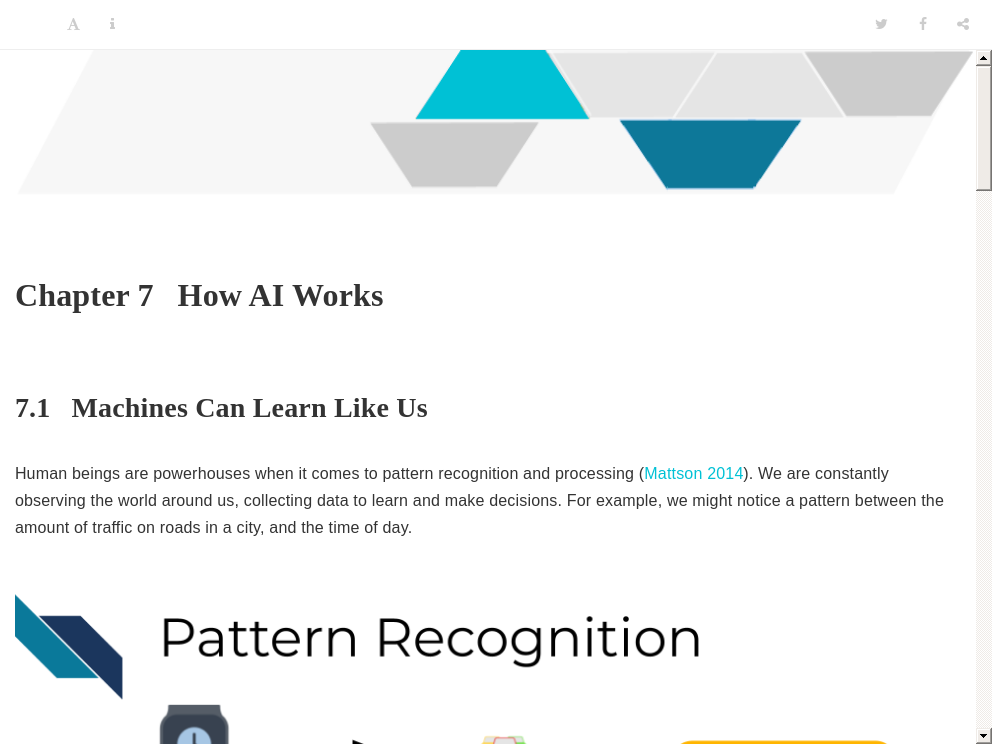 Chapter 7 How AI Works
7.1 Machines Can Learn Like Us
Human beings are powerhouses when it comes to pattern recognition and processing (Mattson 2014). We are constantly
observing the world around us, collecting data to learn and make decisions. For example, we might notice a pattern between the
amount of traffic on roads in a city, and the time of day.
Pattern Recognition